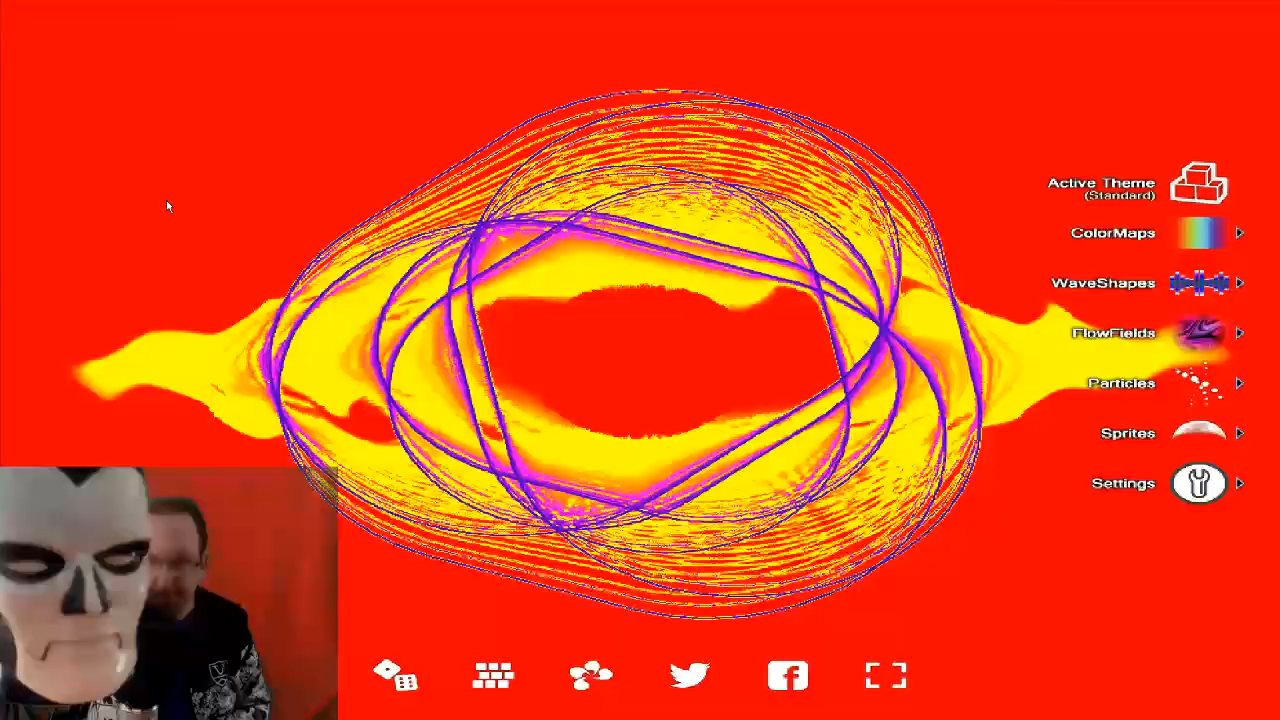 Active Theme
(Standard)
ColorMaps
WaveShapes
FlowFields
Particles
Sprites
Settings